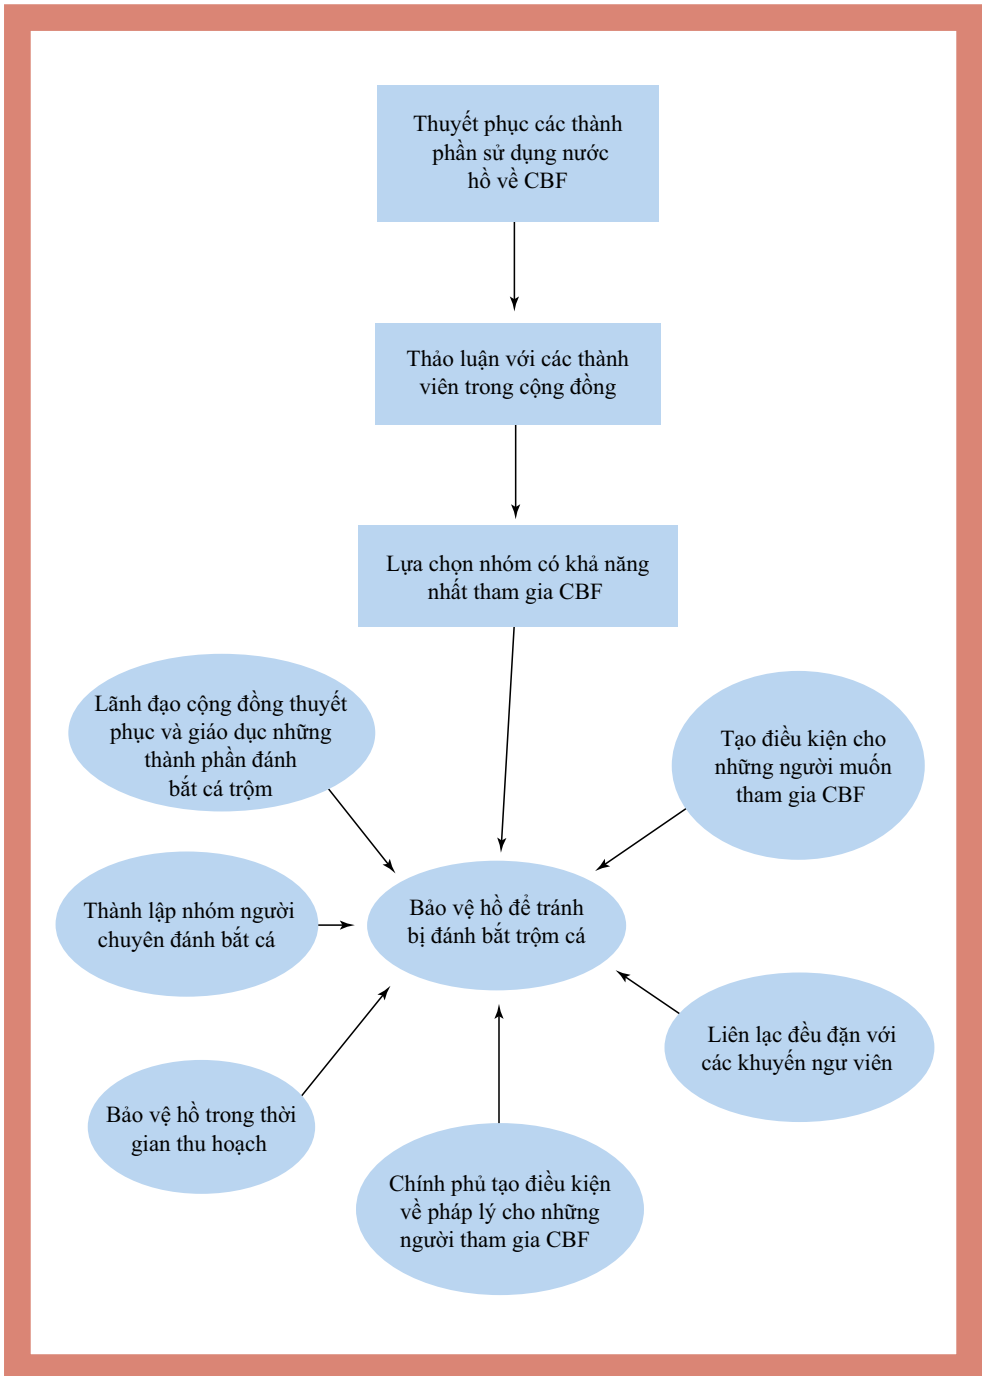 Thuyết phục các thành
phần sử dụng nước
hồ về CBF
Thảo luận với các thành
viên trong cộng đồng
Lựa chọn nhóm có khả năng
nhất tham gia CBF
Lãnh đạo cộng đồng thuyết
phục và giáo dục những
thành phần đánh
bắt cá trộm
Tạo điều kiện cho
những người muốn
tham gia CBF
Thành lập nhóm người
chuyên đánh bắt cá
Bảo vệ hồ để tránh
bị đánh bắt trộm cá
Liên lạc đều đặn với
các khuyến ngư viên
Bảo vệ hồ trong thời
gian thu hoạch
Chính phủ tạo điều kiện
về pháp lý cho những
người tham gia CBF